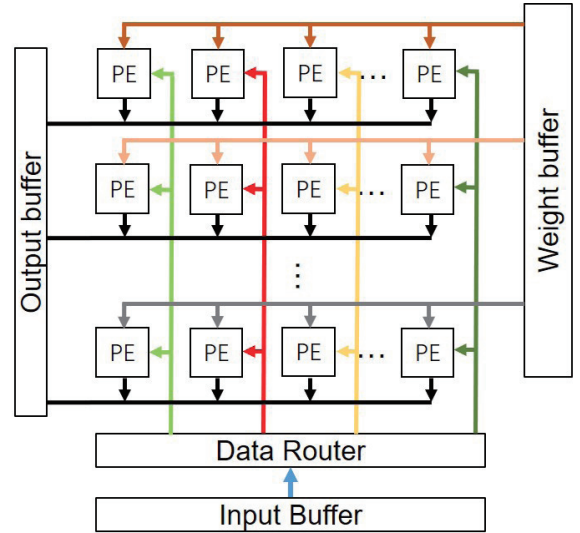 PE PE PE ... PE
Output buffer
Weight buffer
PE PE PE ... PE
⋮
PE PE PE ... PE
Data Router
Input Buffer